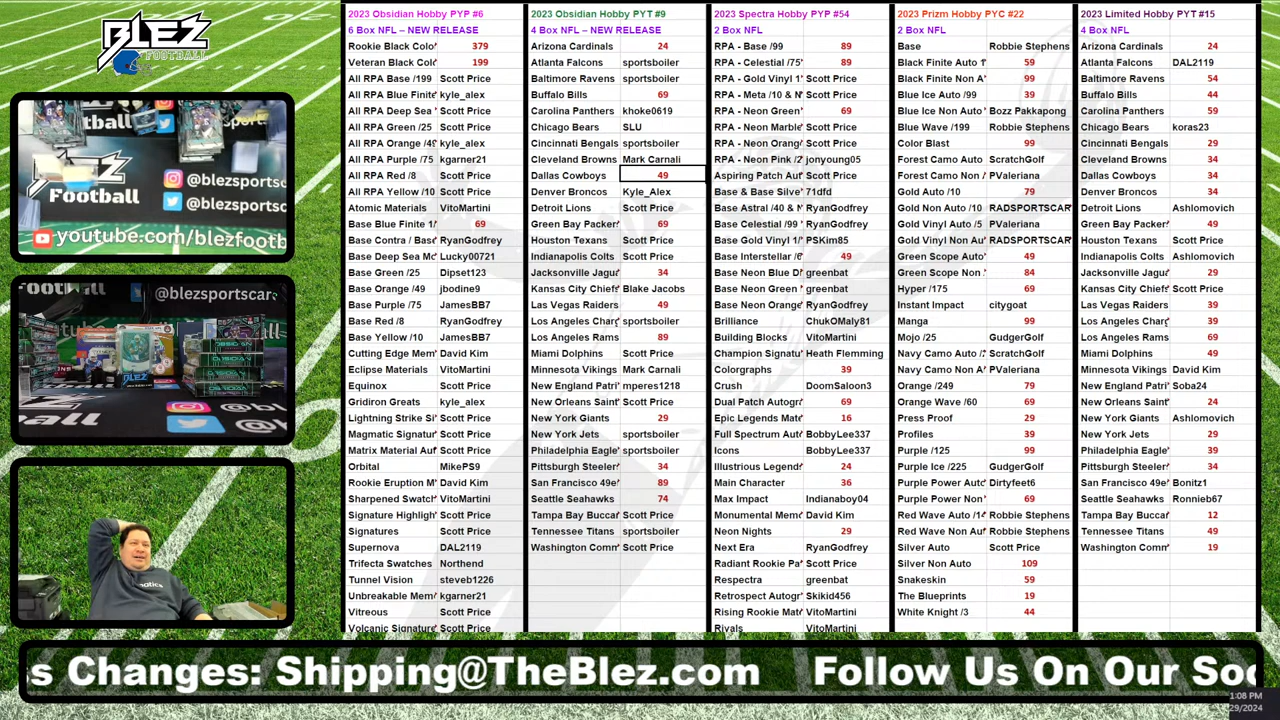 BLEZ
FOOTBALL
Football
@blezsportsc
youtube.com/blezfootb
@blezsportscar
BLEZ
OBSIDIAN
2023 Obsidian Hobby PYP #6
6 Box NFL – NEW RELEASE
Rookie Black Colo 379
Veteran Black Col 199
All RPA Base /199 Scott Price
All RPA Blue Finite kyle_alex
All RPA Deep Sea Scott Price
All RPA Green /25 Scott Price
All RPA Orange /49 kyle_alex
All RPA Purple /75 kgarner21
All RPA Red /8 Scott Price
All RPA Yellow /10 Scott Price
Atomic Materials VitoMartini
Base Blue Finite 1/ 69
Base Contra / Base RyanGodfrey
Base Deep Sea Mo Lucky00721
Base Green /25 Dipset123
Base Orange /49 jbodine9
Base Purple /75 JamesBB7
Base Red /8 RyanGodfrey
Base Yellow /10 JamesBB7
Cutting Edge Mem David Kim
Eclipse Materials VitoMartini
Equinox Scott Price
Gridiron Greats kyle_alex
Lightning Strike Si Scott Price
Magmatic Signatur Scott Price
Matrix Material Aut Scott Price
Orbital MikePS9
Rookie Eruption M David Kim
Sharpened Swatch VitoMartini
Signature Highligh Scott Price
Signatures Scott Price
Supernova DAL2119
Trifecta Swatches Northend
Tunnel Vision steveb1226
Unbreakable Mem kgarner21
Vitreous Scott Price
Volcanic Signature Scott Price
2023 Obsidian Hobby PYT #9
4 Box NFL – NEW RELEASE
Arizona Cardinals 24
Atlanta Falcons sportsboiler
Baltimore Ravens sportsboiler
Buffalo Bills 69
Carolina Panthers khoke0619
Chicago Bears SLU
Cincinnati Bengals sportsboiler
Cleveland Browns Mark Carnali
Dallas Cowboys 49
Denver Broncos Kyle_Alex
Detroit Lions Scott Price
Green Bay Packer 69
Houston Texans Scott Price
Indianapolis Colts Scott Price
Jacksonville Jagu 34
Kansas City Chiefs Blake Jacobs
Las Vegas Raiders 49
Los Angeles Charg sportsboiler
Los Angeles Rams 89
Miami Dolphins Scott Price
Minnesota Vikings Mark Carnali
New England Patri mperes1218
New Orleans Saint Scott Price
New York Giants 29
New York Jets sportsboiler
Philadelphia Eagle sportsboiler
Pittsburgh Steeler 34
San Francisco 49e 89
Seattle Seahawks 74
Tampa Bay Buccar Scott Price
Tennessee Titans sportsboiler
Washington Comm Scott Price
2023 Spectra Hobby PYP #54
2 Box NFL
RPA - Base /99 89
RPA - Celestial /75 89
RPA - Gold Vinyl 1 Scott Price
RPA - Meta /10 & N Scott Price
RPA - Neon Green 69
RPA - Neon Marble Scott Price
RPA - Neon Orang Scott Price
RPA - Neon Pink /2 jonyoung05
Aspiring Patch Aut Scott Price
Base & Base Silve 71dfd
Base Astral /40 & N RyanGodfrey
Base Celestial /99 RyanGodfrey
Base Gold Vinyl 1/ PSKim85
Base Interstellar /6 49
Base Neon Blue D greenbat
Base Neon Green greenbat
Base Neon Orange RyanGodfrey
Brilliance ChukOMaly81
Building Blocks VitoMartini
Champion Signatu Heath Flemming
Colorgraphs 39
Crush DoomSaloon3
Dual Patch Autogr 69
Epic Legends Mat 16
Full Spectrum Aut BobbyLee337
Icons BobbyLee337
Illustrious Legend 24
Main Character 36
Max Impact Indianaboy04
Monumental Mem David Kim
Neon Nights 29
Next Era RyanGodfrey
Radiant Rookie Pa Scott Price
Respectra greenbat
Retrospect Autogr Skikid456
Rising Rookie Mat VitoMartini
Rivals VitoMartini
2023 Prizm Hobby PYC #22
2 Box NFL
Base Robbie Stephens
Black Finite Auto 1 59
Black Finite Non A 99
Blue Ice Auto /99 39
Blue Ice Non Auto Bozz Pakkapong
Blue Wave /199 Robbie Stephens
Color Blast 99
Forest Camo Auto ScratchGolf
Forest Camo Non / PValeriana
Gold Auto /10 79
Gold Non Auto /10 RADSPORTSCAR
Gold Vinyl Auto /5 PValeriana
Gold Vinyl Non Au RADSPORTSCAR
Green Scope Auto 49
Green Scope Non 84
Hyper /175 69
Instant Impact citygoat
Manga 99
Mojo /25 GudgerGolf
Navy Camo Auto /2 ScratchGolf
Navy Camo Non A PValeriana
Orange /249 79
Orange Wave /60 69
Press Proof 29
Profiles 39
Purple /125 99
Purple Ice /225 GudgerGolf
Purple Power Auto Dirtyfeet6
Purple Power Non 69
Red Wave Auto /14 Robbie Stephens
Red Wave Non Aut Robbie Stephens
Silver Auto Scott Price
Silver Non Auto 109
Snakeskin 59
The Blueprints 19
White Knight /3 44
2023 Limited Hobby PYT #15
4 Box NFL
Arizona Cardinals 24
Atlanta Falcons DAL2119
Baltimore Ravens 54
Buffalo Bills 44
Carolina Panthers 59
Chicago Bears koras23
Cincinnati Bengals 29
Cleveland Browns 34
Dallas Cowboys 34
Denver Broncos 34
Detroit Lions Ashlomovich
Green Bay Packer 49
Houston Texans Scott Price
Indianapolis Colts Ashlomovich
Jacksonville Jagu 29
Kansas City Chiefs Scott Price
Las Vegas Raiders 39
Los Angeles Charg 39
Los Angeles Rams 69
Miami Dolphins 49
Minnesota Vikings David Kim
New England Patri Soba24
New Orleans Saint 24
New York Giants Ashlomovich
New York Jets 29
Philadelphia Eagle 39
Pittsburgh Steeler 34
San Francisco 49e Bonitz1
Seattle Seahawks Ronnieb67
Tampa Bay Buccar 12
Tennessee Titans 49
Washington Comm 19
s Changes: Shipping@TheBlez.com Follow Us On Our Soc
1:08 PM
29/2024